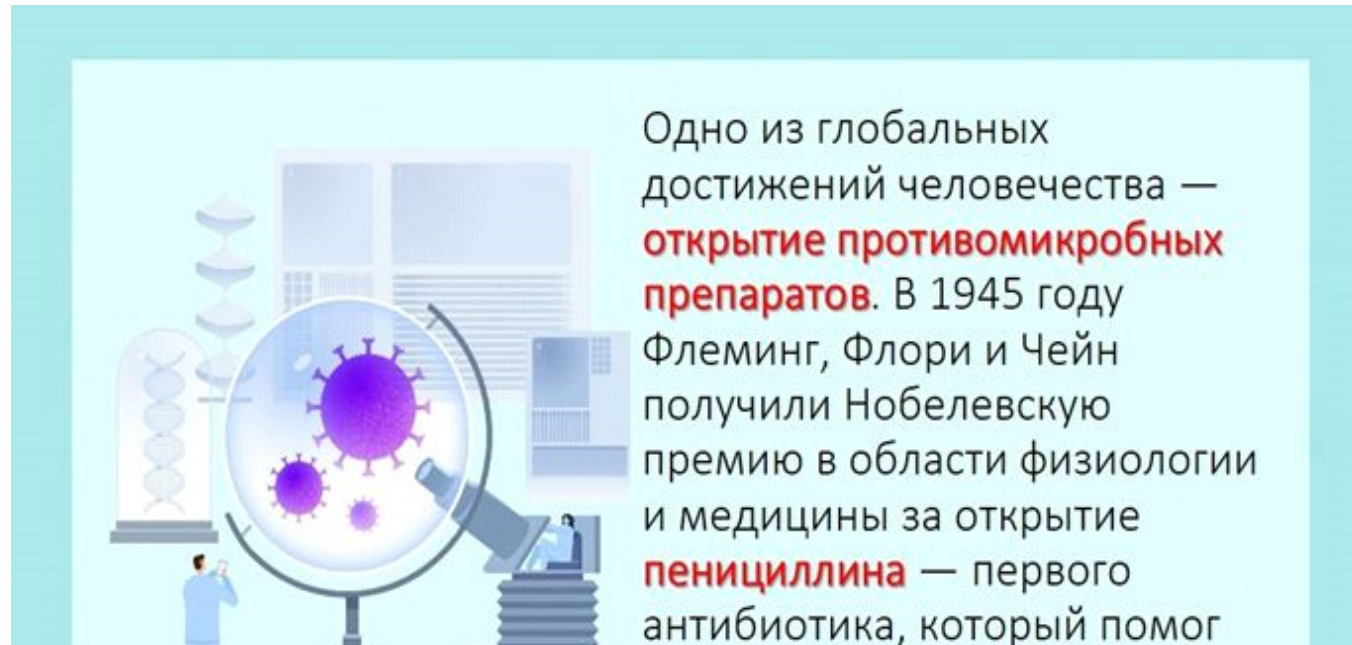 Одно из глобальных
достижений человечества —
открытие противомикробных
препаратов. В 1945 году
Флеминг, Флори и Чейн
получили Нобелевскую
премию в области физиологии
и медицины за открытие
пенициллина — первого
антибиотика, который помог